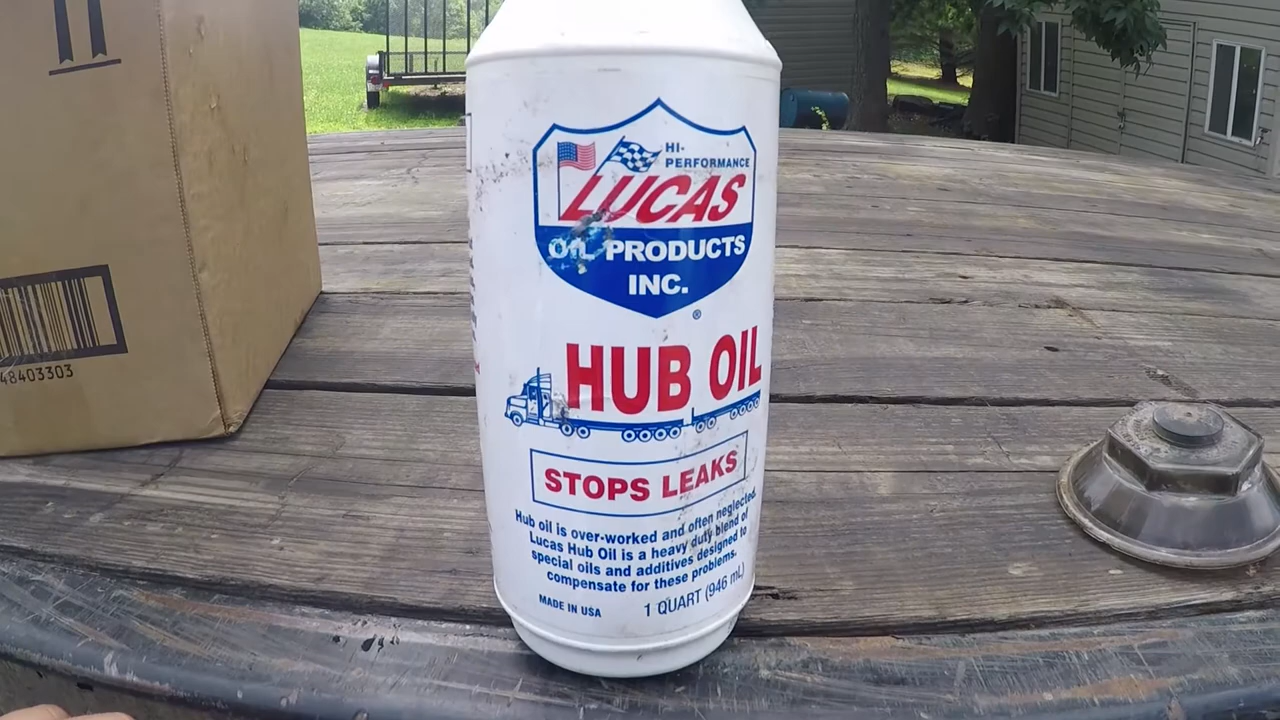 HI-
PERFORMANCE
LUCAS
OIL PRODUCTS
INC.
®
HUB OIL
STOPS LEAKS
Hub oil is over-worked and often neglected.
Lucas Hub Oil is a heavy duty blend of
special oils and additives designed to
compensate for these problems.
MADE IN USA
1 QUART (946 mL)
48403303